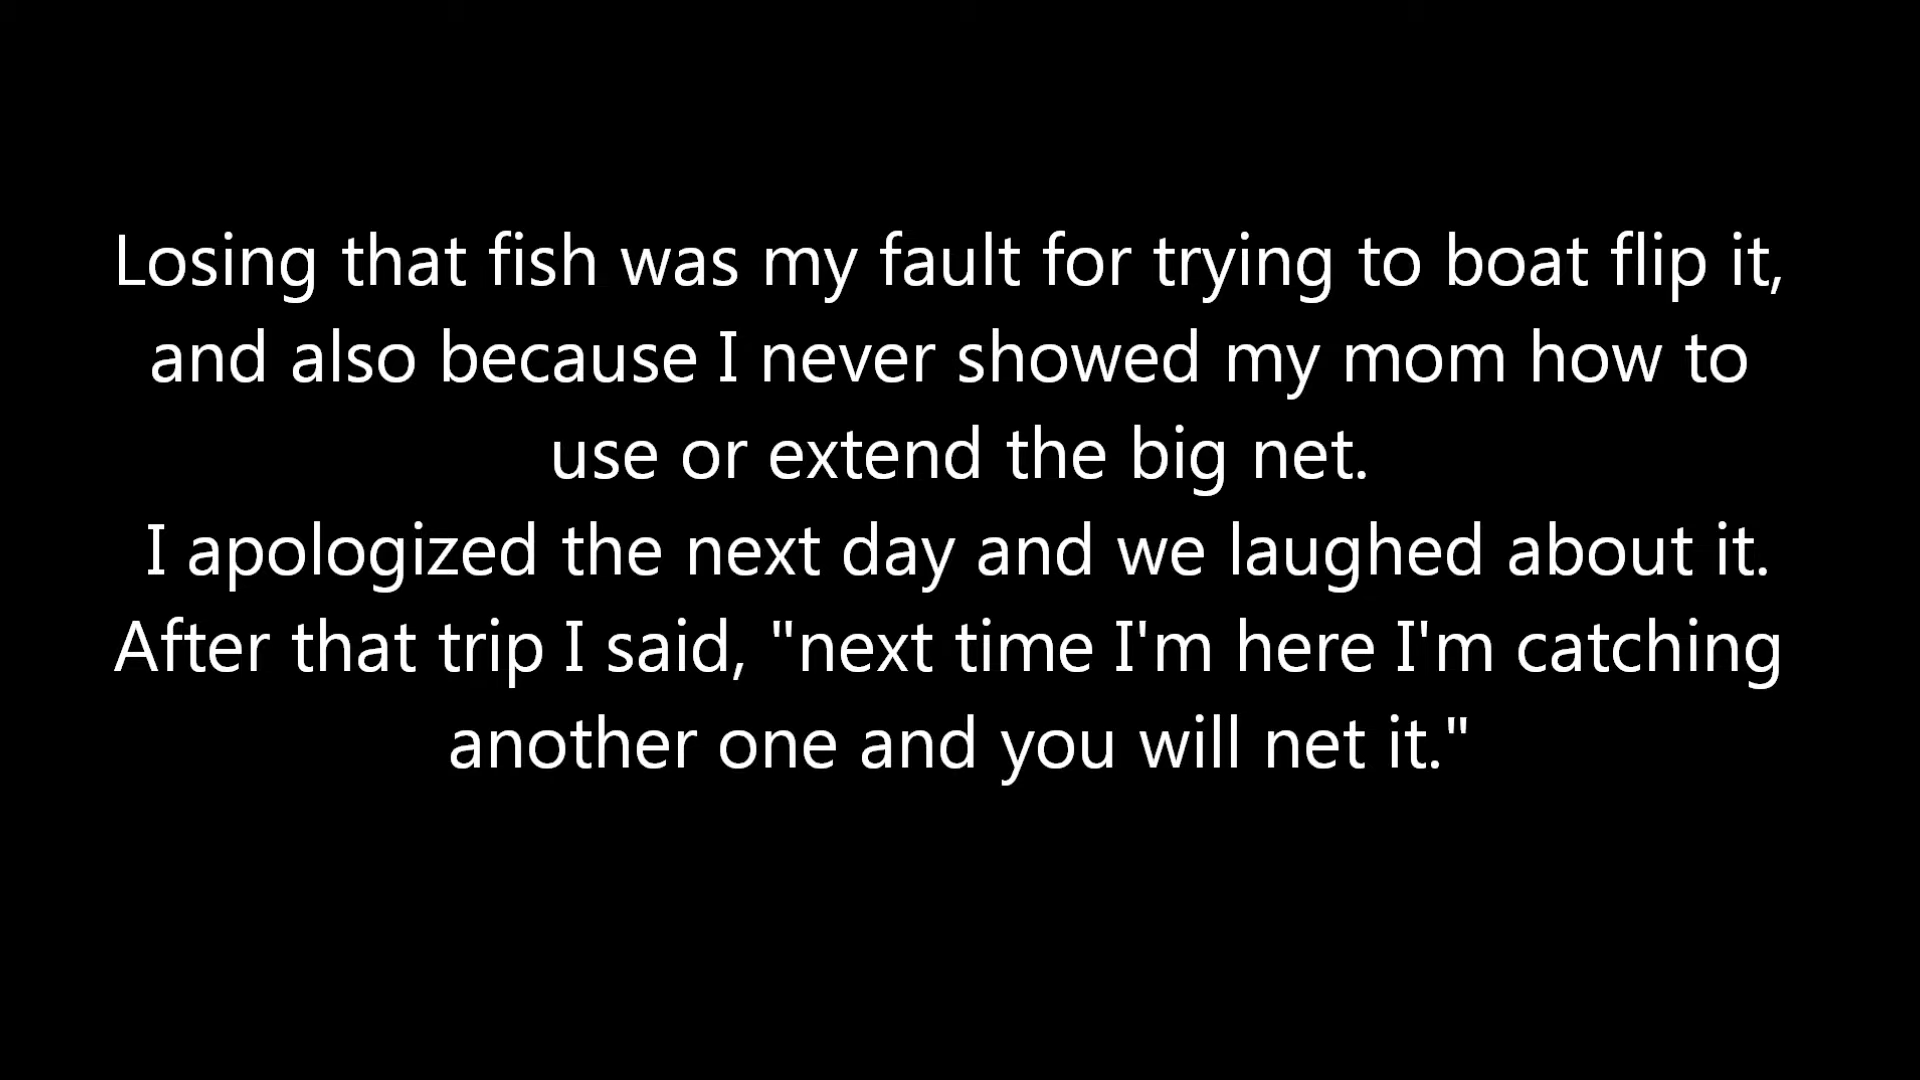 Losing that fish was my fault for trying to boat flip it,
and also because I never showed my mom how to
use or extend the big net.
I apologized the next day and we laughed about it.
After that trip I said, "next time I'm here I'm catching
another one and you will net it."